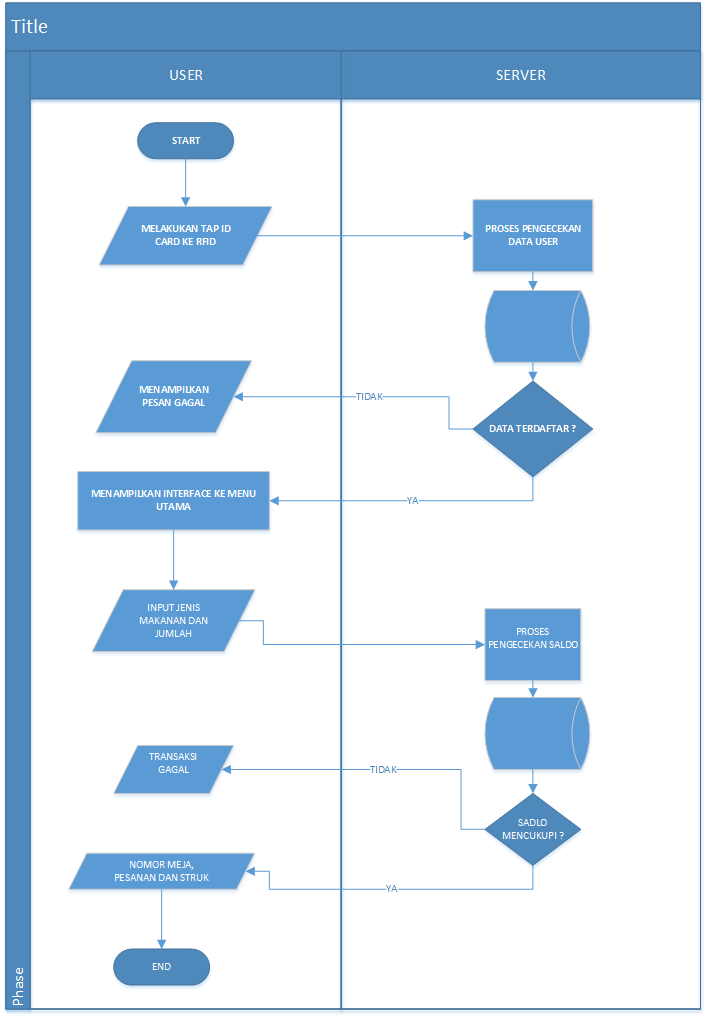 Title
USER
SERVER
START
MELAKUKAN TAP ID
CARD KE RFID
PROSES PENGECEKAN
DATA USER
MENAMPILKAN
PESAN GAGAL
TIDAK
DATA TERDAFTAR ?
MENAMPILKAN INTERFACE KE MENU
UTAMA
YA
INPUT JENIS
MAKANAN DAN
JUMLAH
PROSES
PENGECEKAN SALDO
TRANSAKSI
GAGAL
TIDAK
SADLO
MENCUKUPI ?
NOMOR MEJA,
PESANAN DAN STRUK
YA
END
Phase